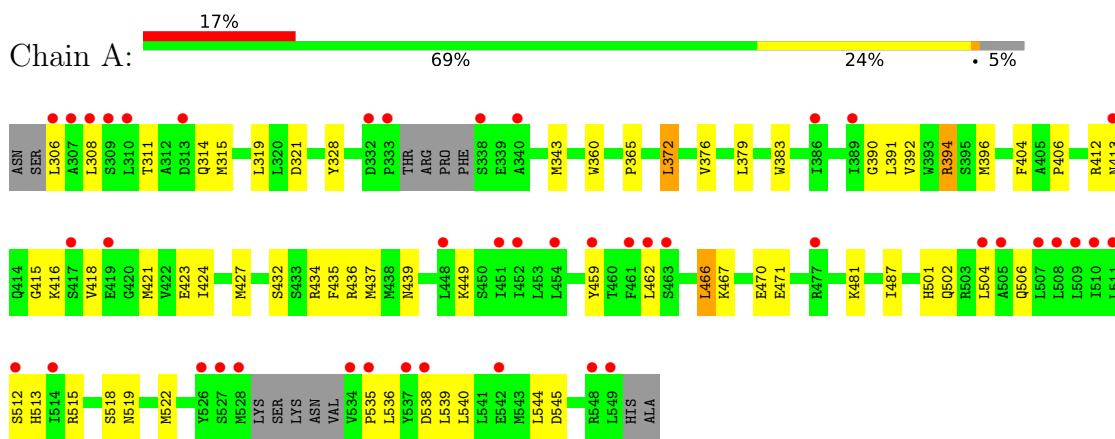 17%
Chain A:
69% 24% • 5%
ASN SER L306 A307 L308 S309 L310 T311 A312 D313 Q314 M315 L319 L320 D321 Y328 D332 P333 THR ARG PRO PHE S338 E339 A340 M343 W360 P365 L372 V376 L379 W383 I386 I389 G390 L391 V392 W393 R394 S395 M396 F404 A405 P406 R412 N413
Q414 G415 K416 S417 V418 E419 G420 M421 V422 E423 I424 M427 S432 S433 R434 F435 R436 M437 M438 N439 L448 K449 S450 I451 I452 L453 L454 Y459 T460 F461 L462 S463 L466 K467 E470 E471 R477 K481 I487 H501 Q502 R503 L504 A505 Q506 L507 L508 L509 I510 L511
S512 H513 I514 R515 S518 N519 M522 Y526 S527 M528 LYS SER LYS ASN VAL V534 P535 L536 Y537 D538 L539 L540 L541 E542 M543 L544 D545 R548 L549 HIS ALA